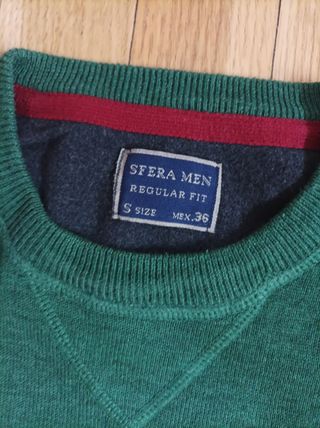 SFERA MEN
REGULAR FIT
S SIZE MEX.36